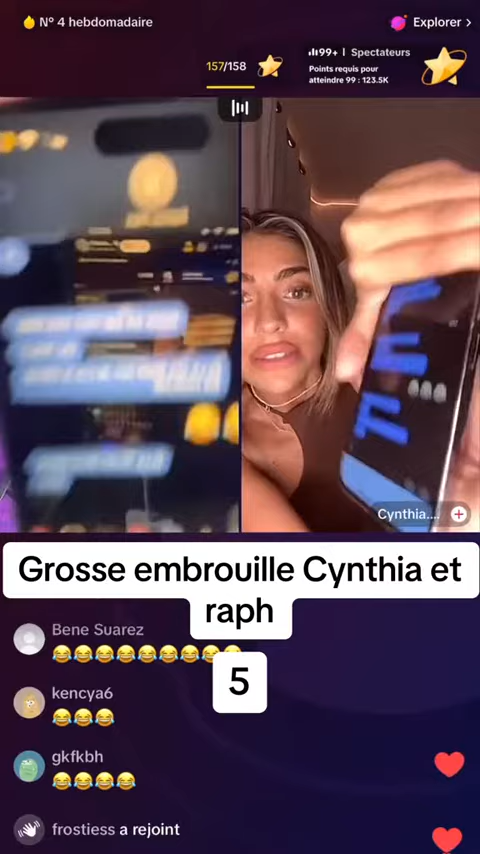 N° 4 hebdomadaire
Explorer >
157/158
99+ | Spectateurs
Points requis pour
atteindre 99 : 123.5K
Cynthia....
Grosse embrouille Cynthia et
raph
5
Bene Suarez
😂😂😂😂😂😂😂😂😂
kencya6
😂😂😂
gkfkbh
😂😂😂😂
frostiess a rejoint